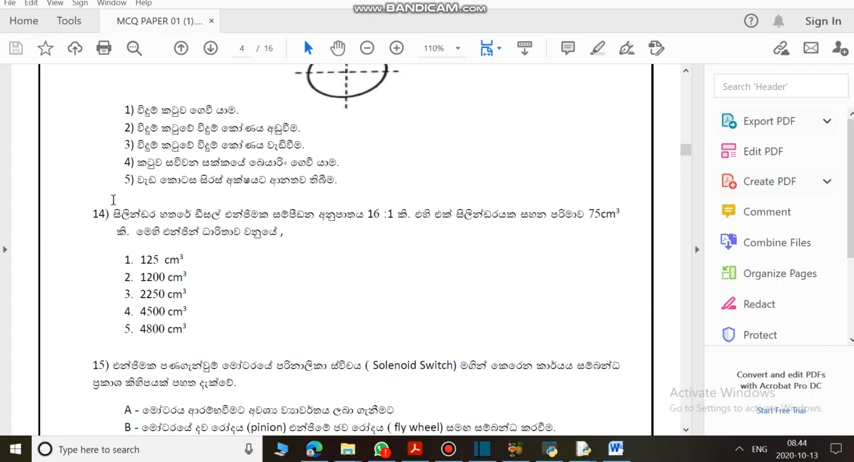 File Edit View Sign Window Help
WWW.BANDICAM.COM
Home Tools MCQ PAPER 01 (1).... × Sign In
4 / 16 110%
1) විදුම් කටුව ගෙවී යාම.
2) විදුම් කටුවේ විදුම් කෝණය අඩුවීම.
3) විදුම් කටුවේ විදුම් කෝණය වැඩිවීම.
4) කටුව සවිවන සක්කයේ බෙයාරිං ගෙවී යාම.
5) වැඩ කොටස සිරස් අක්ෂයට ආනතව තිබීම.
14) සිලින්ඩර හතරේ ඩීසල් එන්ජිමක සම්පීඩන අනුපාතය 16 :1 කි. එහි එක් සිලින්ඩරයක සහන පරිමාව 75cm³
කි. මෙහි එන්ජින් ධාරිතාව වනුයේ ,
1. 125 cm³
2. 1200 cm³
3. 2250 cm³
4. 4500 cm³
5. 4800 cm³
15) එන්ජිමක පණගැන්වුම් මෝටරයේ පරිනාලිකා ස්විචය ( Solenoid Switch) මගින් කෙරෙන කාර්යය සම්බන්ධ
ප්‍රකාශ කිහිපයක් පහත දැක්වේ.
A - මෝටරය ආරම්භවීමට අවශ්‍ය ව්‍යාවර්තය ලබා ගැනීමට
B - මෝටරයේ දව රෝදය (pinion) එන්ජිමේ ජව රෝදය ( fly wheel) සමඟ සම්බන්ධ කරවීම.
Search 'Header'
Export PDF
Edit PDF
Create PDF
Comment
Combine Files
Organize Pages
Redact
Protect
Convert and edit PDFs
with Acrobat Pro DC
Start Free Trial
Activate Windows
Go to Settings to activate Windows.
Type here to search
ENG
08.44
2020-10-13